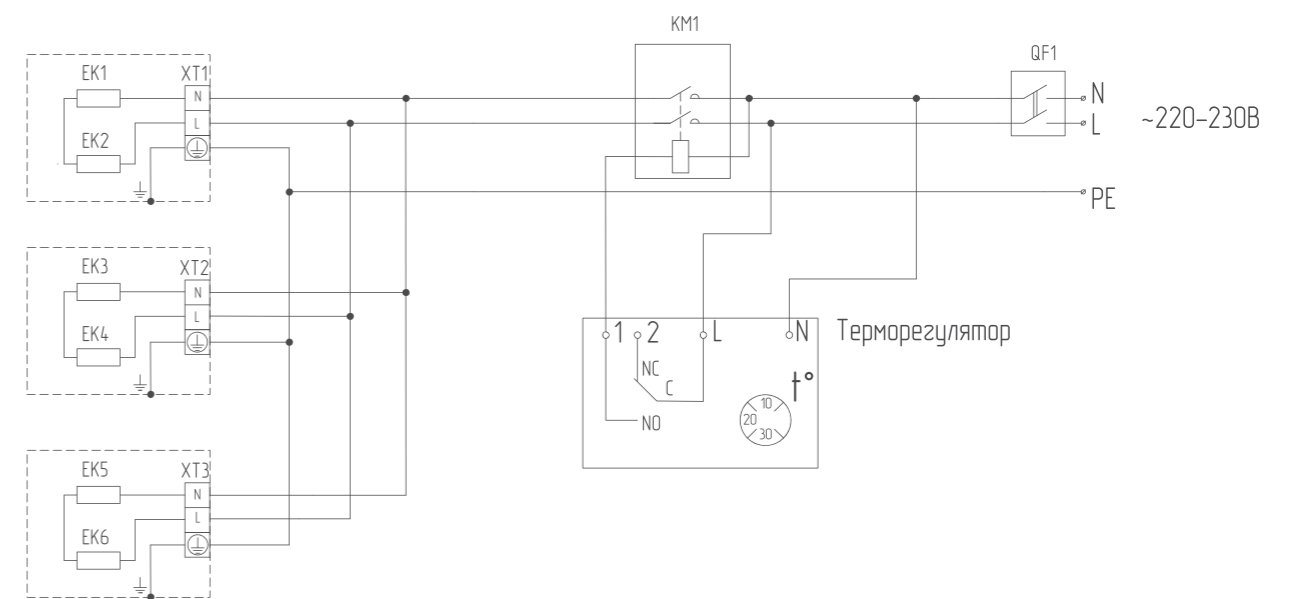 KM1
QF1
EK1
XT1
N
EK2
L
N
L
~220-230В
PE
EK3
XT2
N
EK4
L
1
2
L
N
Терморегулятор
NC
C
t°
NO
10
20
30
EK5
XT3
N
EK6
L